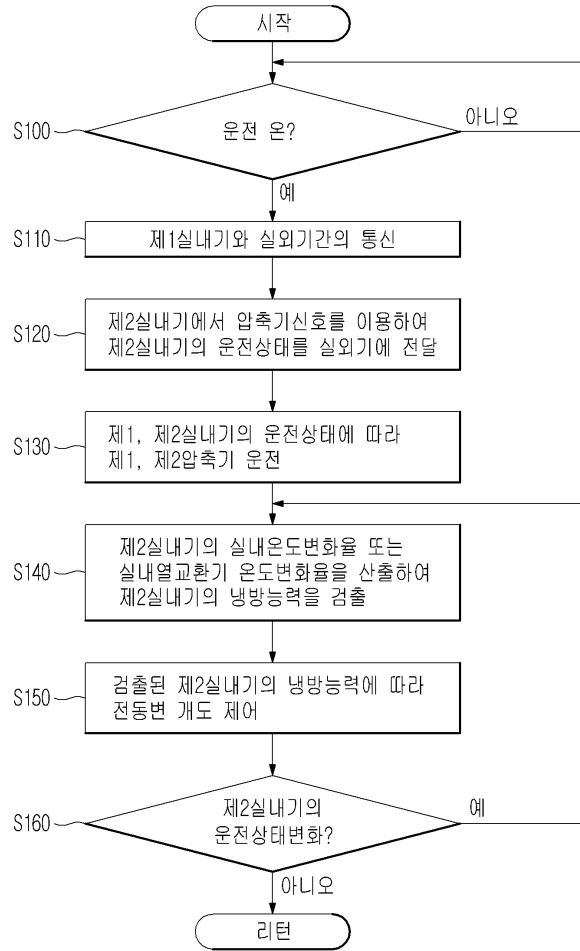 시작
S100
운전 온?
아니오
예
S110
제1실내기와 실외기간의 통신
S120
제2실내기에서 압축기신호를 이용하여
제2실내기의 운전상태를 실외기에 전달
S130
제1, 제2실내기의 운전상태에 따라
제1, 제2압축기 운전
S140
제2실내기의 실내온도변화율 또는
실내열교환기 온도변화율을 산출하여
제2실내기의 냉방능력을 검출
S150
검출된 제2실내기의 냉방능력에 따라
전동변 개도 제어
S160
제2실내기의
운전상태변화?
예
아니오
리턴